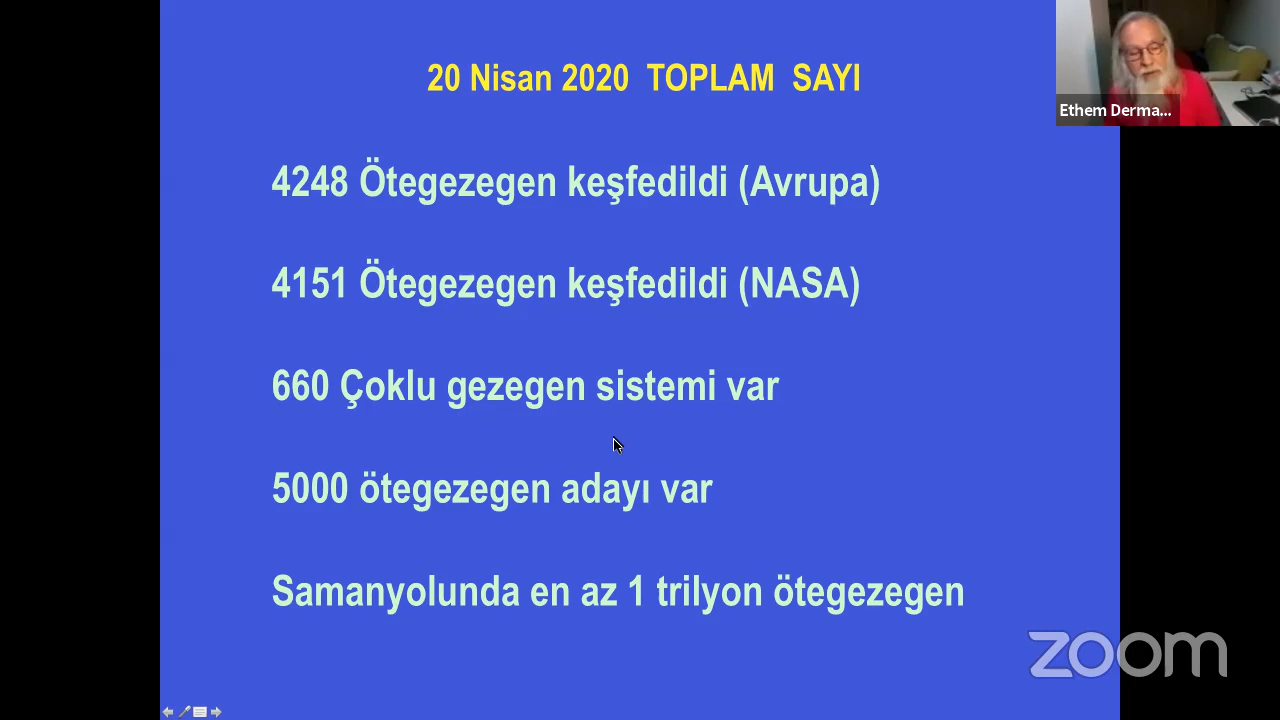 20 Nisan 2020 TOPLAM SAYI
Ethem Derma...
4248 Ötegezegen keşfedildi (Avrupa)
4151 Ötegezegen keşfedildi (NASA)
660 Çoklu gezegen sistemi var
5000 ötegezegen adayı var
Samanyolunda en az 1 trilyon ötegezegen
zoom